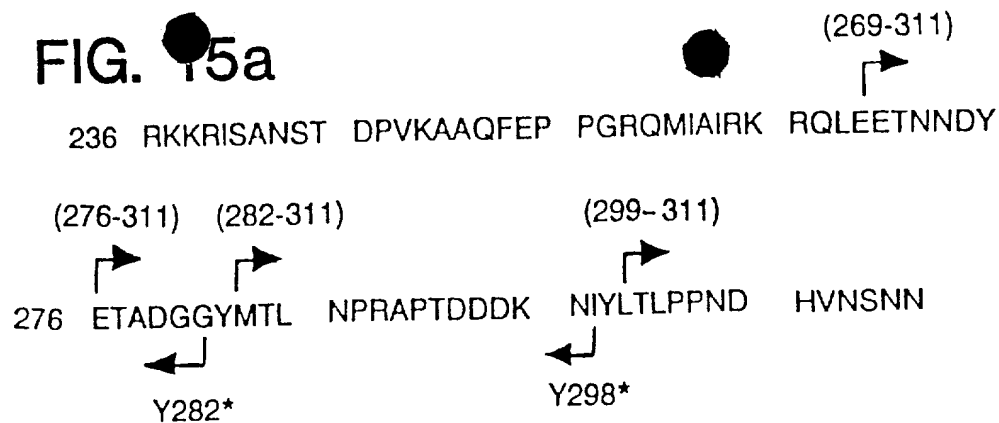 FIG. 15a
(269-311)
236 RKKRISANST DPVKAAQFEP PGRQMIAIRK RQLEETNNDY
(276-311) (282-311) (299-311)
276 ETADGGYMTL NPRAPTDDDK NIYLTLPPND HVNSNN
Y282* Y298*